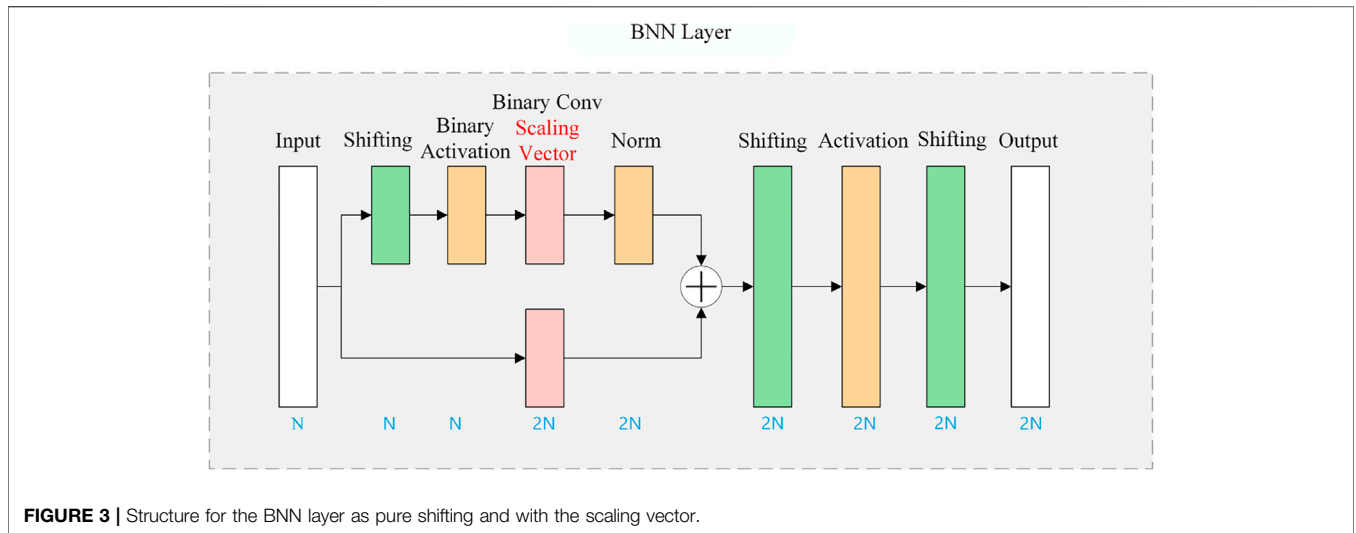 BNN Layer
Input
Shifting
Binary
Activation
Binary Conv
Scaling
Vector
Norm
Shifting
Activation
Shifting
Output
N
N
N
2N
2N
2N
2N
2N
2N
FIGURE 3 | Structure for the BNN layer as pure shifting and with the scaling vector.